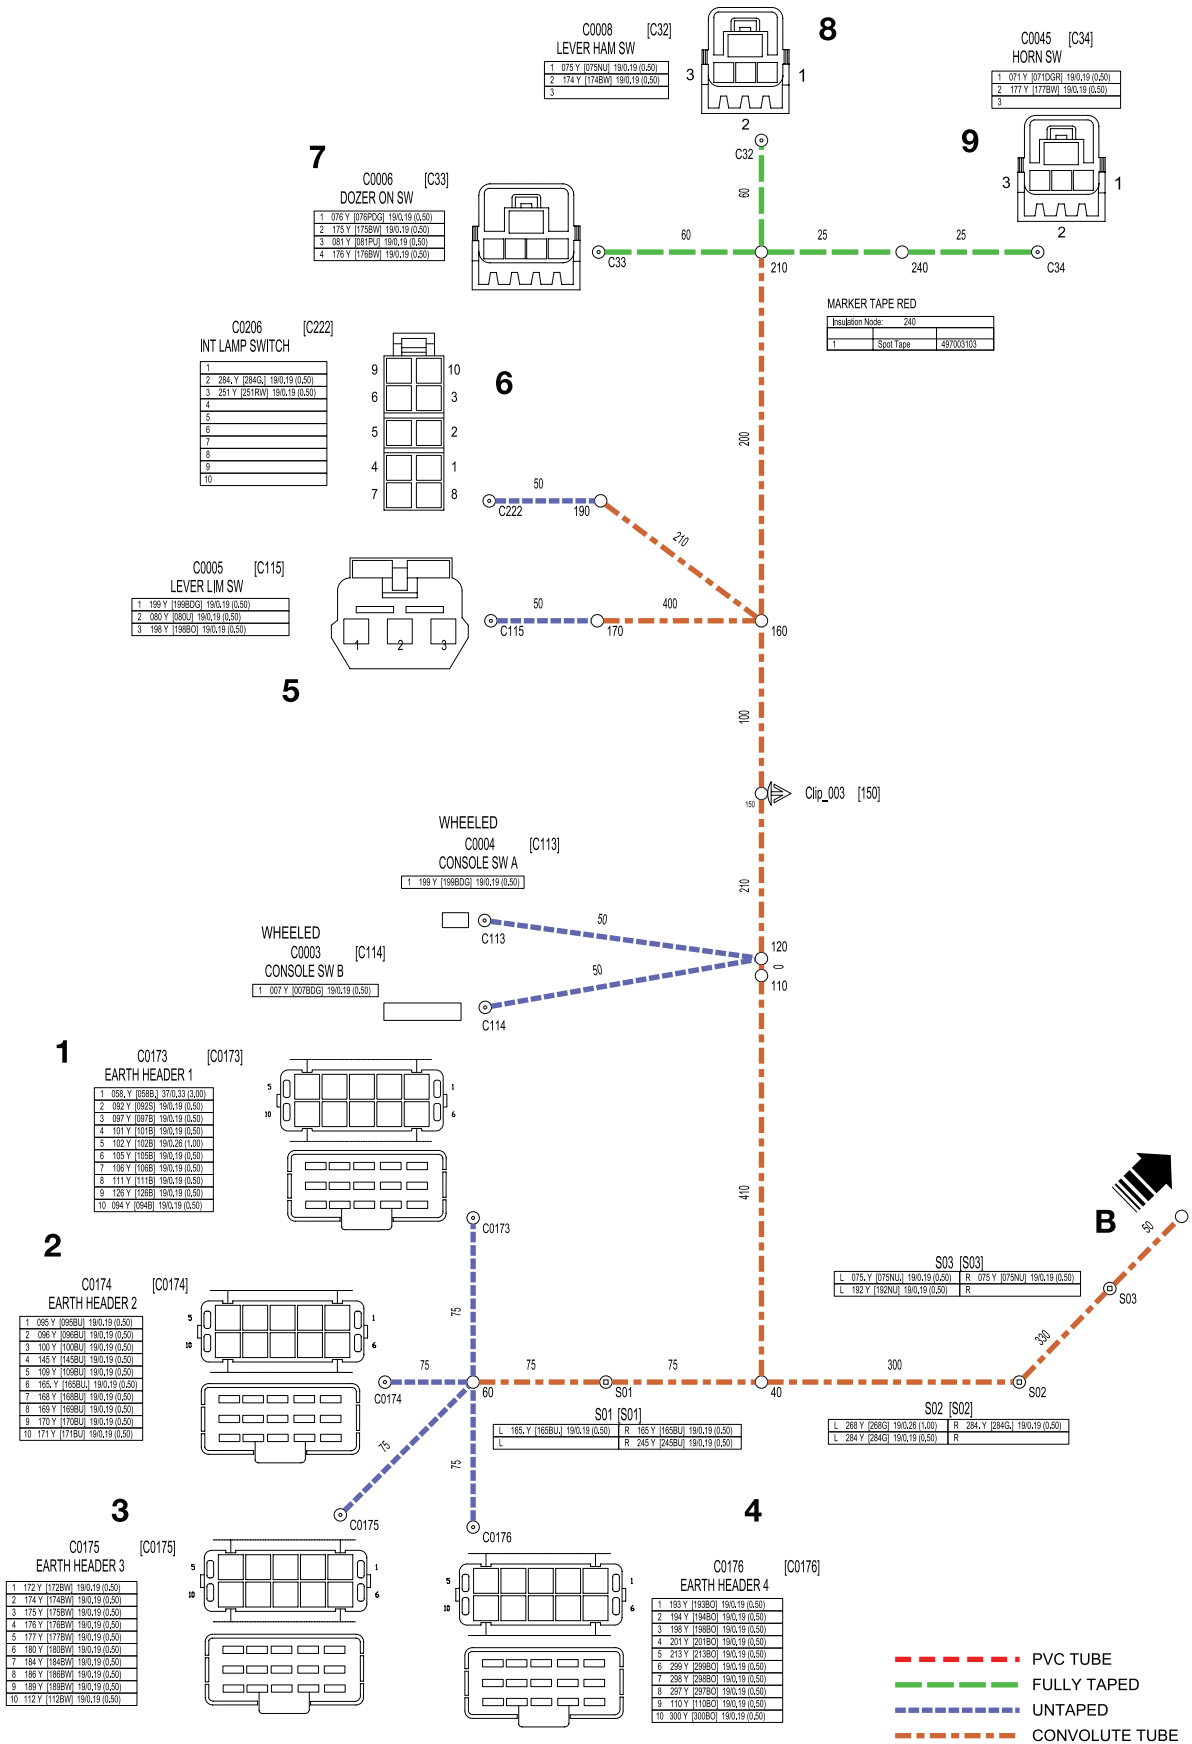 8
C0008 [C32]
LEVER HAM SW
1 075 Y [075NU] 19/0.19 (0.50)
2 174 Y [174BW] 19/0.19 (0.50)
3
3 1
2
C32
60
C0045 [C34]
HORN SW
1 071 Y [071DGR] 19/0.19 (0.50)
2 177 Y [177BW] 19/0.19 (0.50)
3
9
3 1
2
7
C0006 [C33]
DOZER ON SW
1 076 Y [076PDG] 19/0.19 (0.50)
2 175 Y [175BW] 19/0.19 (0.50)
3 081 Y [081PU] 19/0.19 (0.50)
4 176 Y [176BW] 19/0.19 (0.50)
60 25 25
C33 210 240 C34
MARKER TAPE RED
Insulation Node: 240
1 Spot Tape 497003103
C0206 [C222]
INT LAMP SWITCH
1
2 284. Y [284G.] 19/0.19 (0.50)
3 251 Y [251RW] 19/0.19 (0.50)
4
5
6
7
8
9
10
9 10
6 3
5 2
4 1
7 8
6
200
50
C222 190
210
C0005 [C115]
LEVER LIM SW
1 199 Y [199BDG] 19/0.19 (0.50)
2 080 Y [080U] 19/0.19 (0.50)
3 198 Y [198BO] 19/0.19 (0.50)
1 2 3
50 400
C115 170 160
5
100
150
Clip_003 [150]
210
WHEELED
C0004 [C113]
CONSOLE SW A
1 199 Y [199BDG] 19/0.19 (0.50)
C113
50
WHEELED
C0003 [C114]
CONSOLE SW B
1 007 Y [007BDG] 19/0.19 (0.50)
C114
50
120
0
110
1
C0173 [C0173]
EARTH HEADER 1
1 058. Y [058B.] 37/0.33 (3.00)
2 092 Y [092S] 19/0.19 (0.50)
3 097 Y [097B] 19/0.19 (0.50)
4 101 Y [101B] 19/0.19 (0.50)
5 102 Y [102B] 19/0.26 (1.00)
6 105 Y [105B] 19/0.19 (0.50)
7 106 Y [106B] 19/0.19 (0.50)
8 111 Y [111B] 19/0.19 (0.50)
9 126 Y [126B] 19/0.19 (0.50)
10 094 Y [094B] 19/0.19 (0.50)
5 1
10 6
C0173
75
410
B
50
S03 [S03]
L 075. Y [075NU.] 19/0.19 (0.50) R 075 Y [075NU] 19/0.19 (0.50)
L 192 Y [192NU] 19/0.19 (0.50) R
S03
330
2
C0174 [C0174]
EARTH HEADER 2
1 095 Y [095BU] 19/0.19 (0.50)
2 096 Y [096BU] 19/0.19 (0.50)
3 100 Y [100BU] 19/0.19 (0.50)
4 145 Y [145BU] 19/0.19 (0.50)
5 109 Y [109BU] 19/0.19 (0.50)
6 165. Y [165BU.] 19/0.19 (0.50)
7 168 Y [168BU] 19/0.19 (0.50)
8 169 Y [169BU] 19/0.19 (0.50)
9 170 Y [170BU] 19/0.19 (0.50)
10 171 Y [171BU] 19/0.19 (0.50)
5 1
10 6
75 75 75 300
C0174 60 S01 40 S02
S01 [S01]
L 165. Y [165BU.] 19/0.19 (0.50) R 165 Y [165BU] 19/0.19 (0.50)
L R 245 Y [245BU] 19/0.19 (0.50)
S02 [S02]
L 268 Y [268G] 19/0.26 (1.00) R 284. Y [284G.] 19/0.19 (0.50)
L 284 Y [284G] 19/0.19 (0.50) R
75
75
C0175
C0176
3
C0175 [C0175]
EARTH HEADER 3
1 172 Y [172BW] 19/0.19 (0.50)
2 174 Y [174BW] 19/0.19 (0.50)
3 175 Y [175BW] 19/0.19 (0.50)
4 176 Y [176BW] 19/0.19 (0.50)
5 177 Y [177BW] 19/0.19 (0.50)
6 180 Y [180BW] 19/0.19 (0.50)
7 184 Y [184BW] 19/0.19 (0.50)
8 186 Y [186BW] 19/0.19 (0.50)
9 189 Y [189BW] 19/0.19 (0.50)
10 112 Y [112BW] 19/0.19 (0.50)
5 1
10 6
4
C0176 [C0176]
EARTH HEADER 4
1 193 Y [193BO] 19/0.19 (0.50)
2 194 Y [194BO] 19/0.19 (0.50)
3 198 Y [198BO] 19/0.19 (0.50)
4 201 Y [201BO] 19/0.19 (0.50)
5 213 Y [213BO] 19/0.19 (0.50)
6 299 Y [299BO] 19/0.19 (0.50)
7 298 Y [298BO] 19/0.19 (0.50)
8 297 Y [297BO] 19/0.19 (0.50)
9 110 Y [110BO] 19/0.19 (0.50)
10 300 Y [300BO] 19/0.19 (0.50)
5 1
10 6
PVC TUBE
FULLY TAPED
UNTAPED
CONVOLUTE TUBE